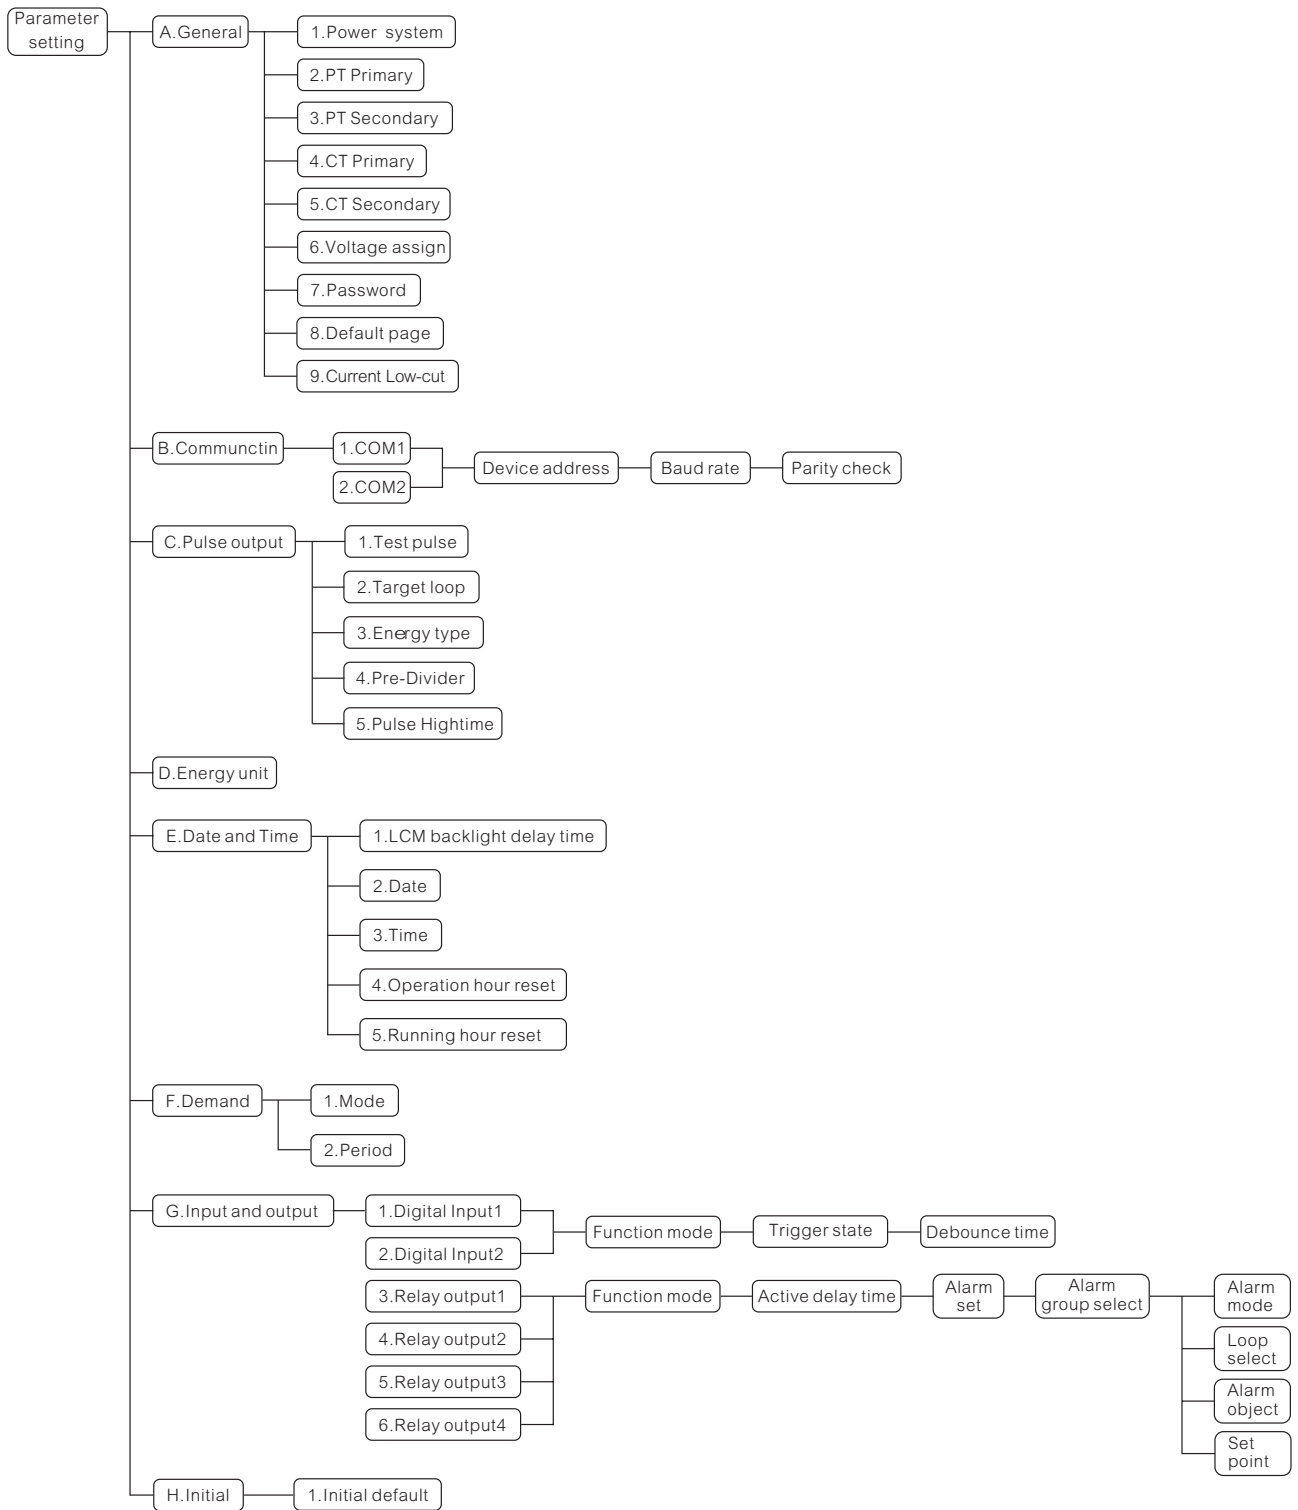 Parameter
setting
A.General
1.Power system
2.PT Primary
3.PT Secondary
4.CT Primary
5.CT Secondary
6.Voltage assign
7.Password
8.Default page
9.Current Low-cut
B.Communctin
1.COM1
2.COM2
Device address
Baud rate
Parity check
C.Pulse output
1.Test pulse
2.Target loop
3.Energy type
4.Pre-Divider
5.Pulse Hightime
D.Energy unit
E.Date and Time
1.LCM backlight delay time
2.Date
3.Time
4.Operation hour reset
5.Running hour reset
F.Demand
1.Mode
2.Period
G.Input and output
1.Digital Input1
2.Digital Input2
Function mode
Trigger state
Debounce time
3.Relay output1
4.Relay output2
5.Relay output3
6.Relay output4
Function mode
Active delay time
Alarm
set
Alarm
group select
Alarm
mode
Loop
select
Alarm
object
Set
point
H.Initial
1.Initial default